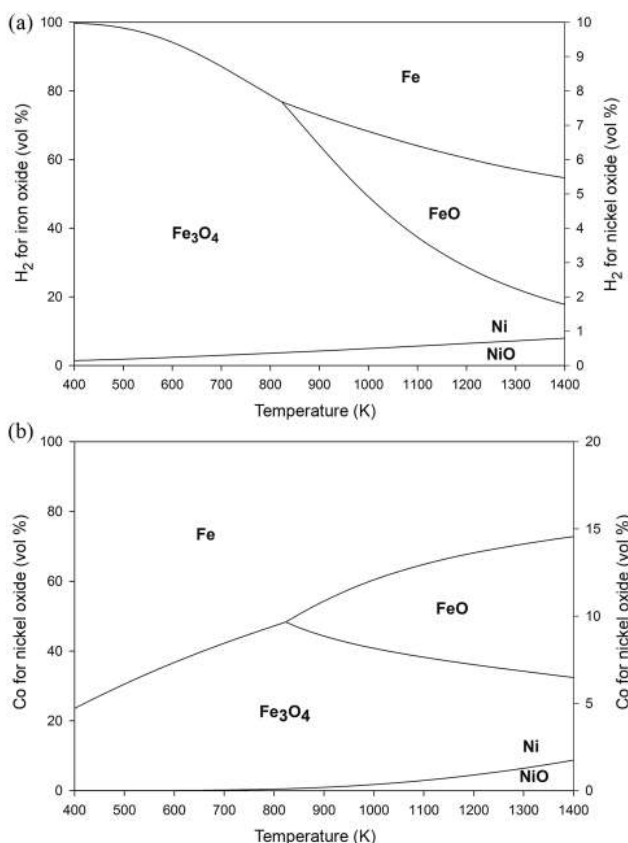 (a)
H2 for iron oxide (vol %)
100
80
60
40
20
0
10
9
8
7
6
5
4
3
2
1
0
H2 for nickel oxide (vol %)
Fe
FeO
Fe3O4
Ni
NiO
400 500 600 700 800 900 1000 1100 1200 1300 1400
Temperature (K)
(b)
Co for nickel oxide (vol %)
100
80
60
40
20
0
20
15
10
5
0
Co for nickel oxide (vol %)
Fe
FeO
Fe3O4
Ni
NiO
400 500 600 700 800 900 1000 1100 1200 1300 1400
Temperature (K)